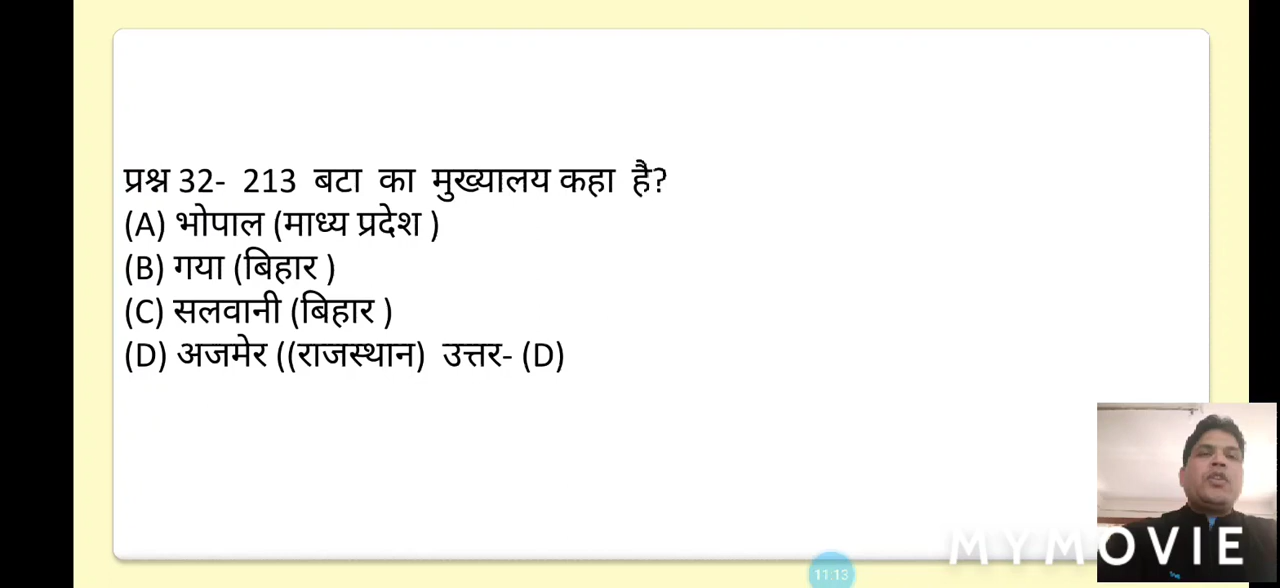 प्रश्न 32- 213 बटा का मुख्यालय कहा है?
(A) भोपाल (माध्य प्रदेश )
(B) गया (बिहार )
(C) सलवानी (बिहार )
(D) अजमेर ((राजस्थान) उत्तर- (D)
MYMOVIE
11:13